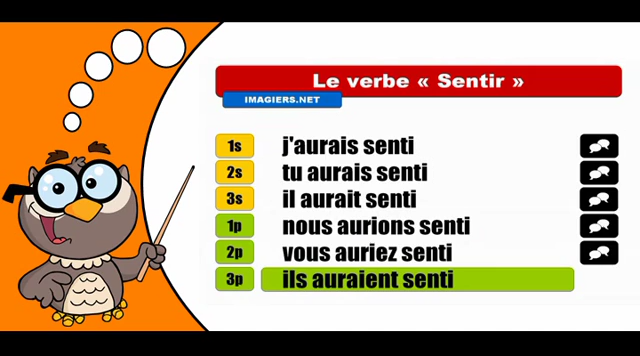 Le verbe « Sentir »
IMAGIERS.NET
1s j'aurais senti
2s tu aurais senti
3s il aurait senti
1p nous aurions senti
2p vous auriez senti
3p ils auraient senti